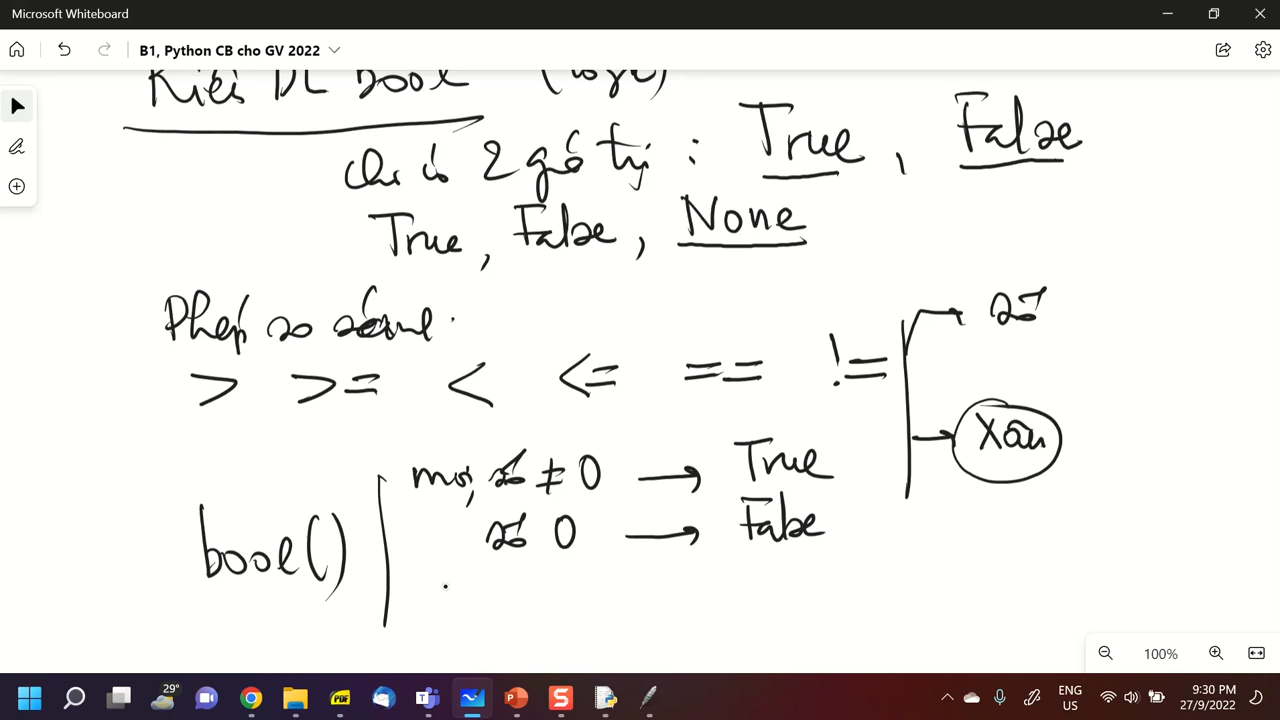 Microsoft Whiteboard
B1, Python CB cho GV 2022
Kiểu DL Bool (logic)
Chỉ có 2 giá trị : True , False
True , False , None
Phép so sánh.
số
> >= < <= == !=
Xâu
mọi số ≠ 0 → True
số 0 → False
bool()
100%
29°
ENG
US
9:30 PM
27/9/2022